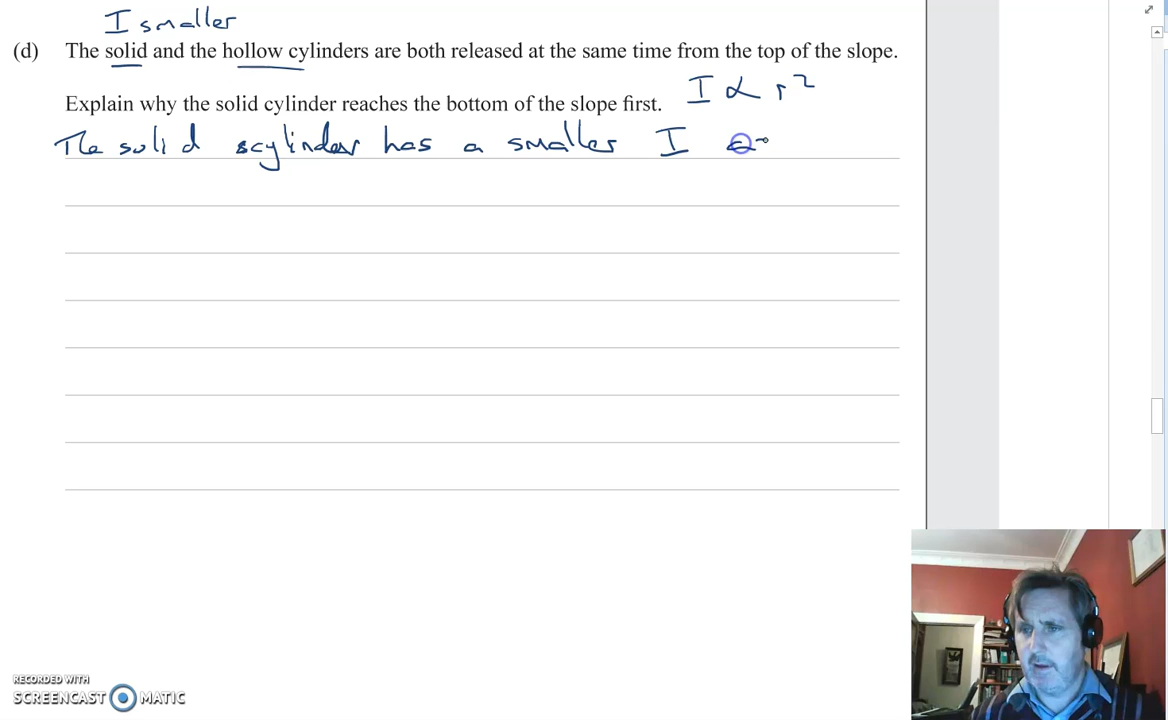 I smaller
(d) The solid and the hollow cylinders are both released at the same time from the top of the slope.
I ∝ r²
Explain why the solid cylinder reaches the bottom of the slope first.
The solid scylinder has a smaller I
RECORDED WITH
SCREENCAST MATIC